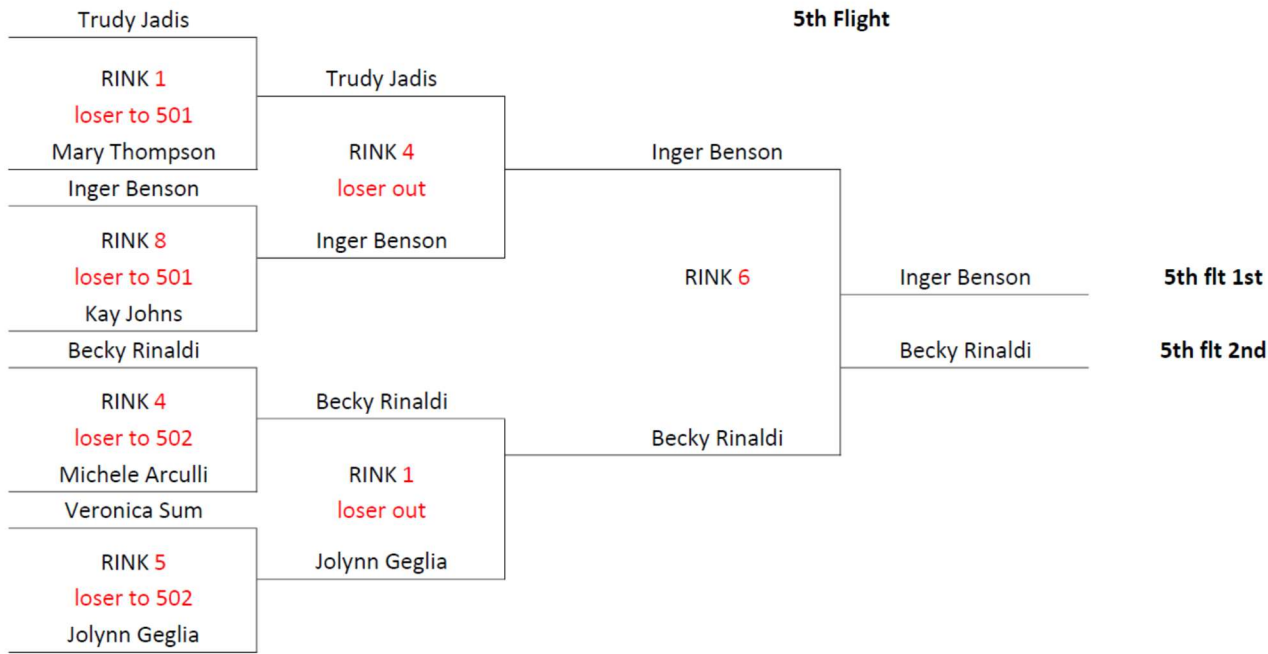 Trudy Jadis
5th Flight
RINK 1
Trudy Jadis
loser to 501
Mary Thompson
RINK 4
Inger Benson
Inger Benson
loser out
RINK 8
Inger Benson
loser to 501
RINK 6
Inger Benson
5th flt 1st
Kay Johns
Becky Rinaldi
Becky Rinaldi
5th flt 2nd
RINK 4
Becky Rinaldi
loser to 502
Becky Rinaldi
Michele Arculli
RINK 1
Veronica Sum
loser out
RINK 5
Jolynn Geglia
loser to 502
Jolynn Geglia